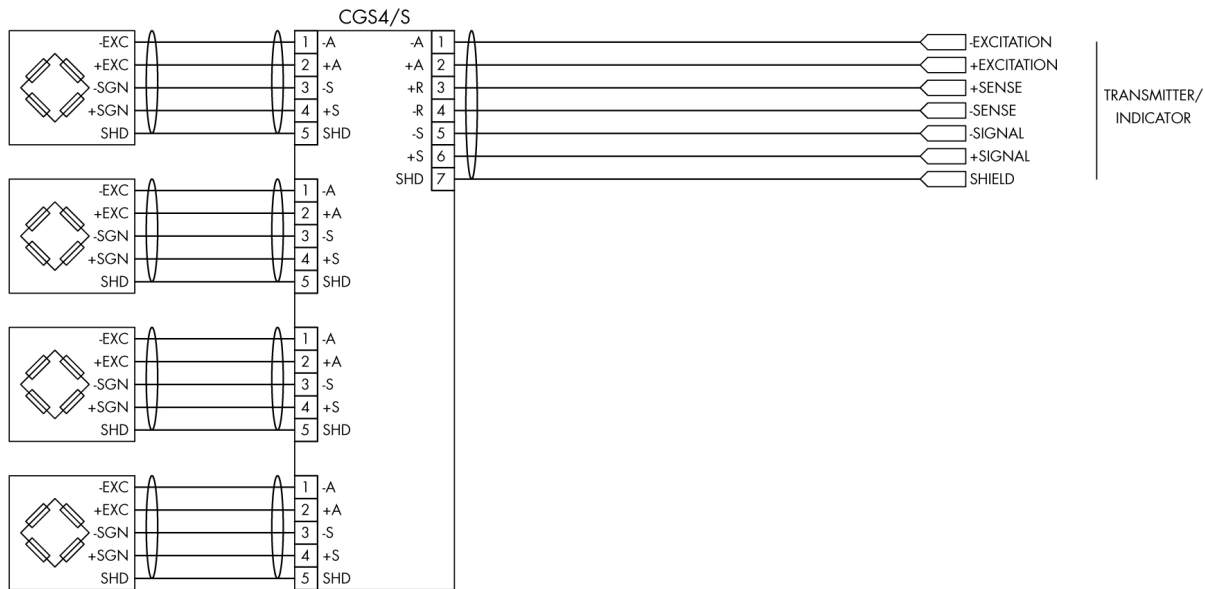 CGS4/S
-EXC 1 -A -A 1 -EXCITATION
+EXC 2 +A +A 2 +EXCITATION
-SGN 3 -S +R 3 +SENSE
+SGN 4 +S -R 4 -SENSE
SHD 5 SHD -S 5 -SIGNAL
+S 6 +SIGNAL
SHD 7 SHIELD
TRANSMITTER/
INDICATOR
-EXC 1 -A
+EXC 2 +A
-SGN 3 -S
+SGN 4 +S
SHD 5 SHD
-EXC 1 -A
+EXC 2 +A
-SGN 3 -S
+SGN 4 +S
SHD 5 SHD
-EXC 1 -A
+EXC 2 +A
-SGN 3 -S
+SGN 4 +S
SHD 5 SHD